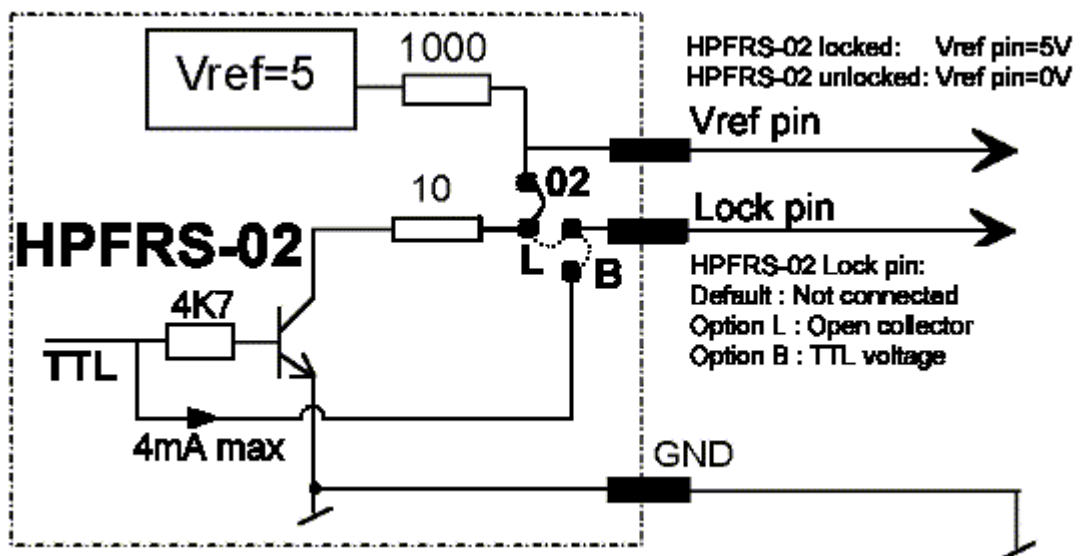 Vref=5
1000
HPFRS-02 locked: Vref pin=5V
HPFRS-02 unlocked: Vref pin=0V
Vref pin
02
10
Lock pin
HPFRS-02
L
B
HPFRS-02 Lock pin:
Default : Not connected
Option L : Open collector
Option B : TTL voltage
4K7
TTL
4mA max
GND